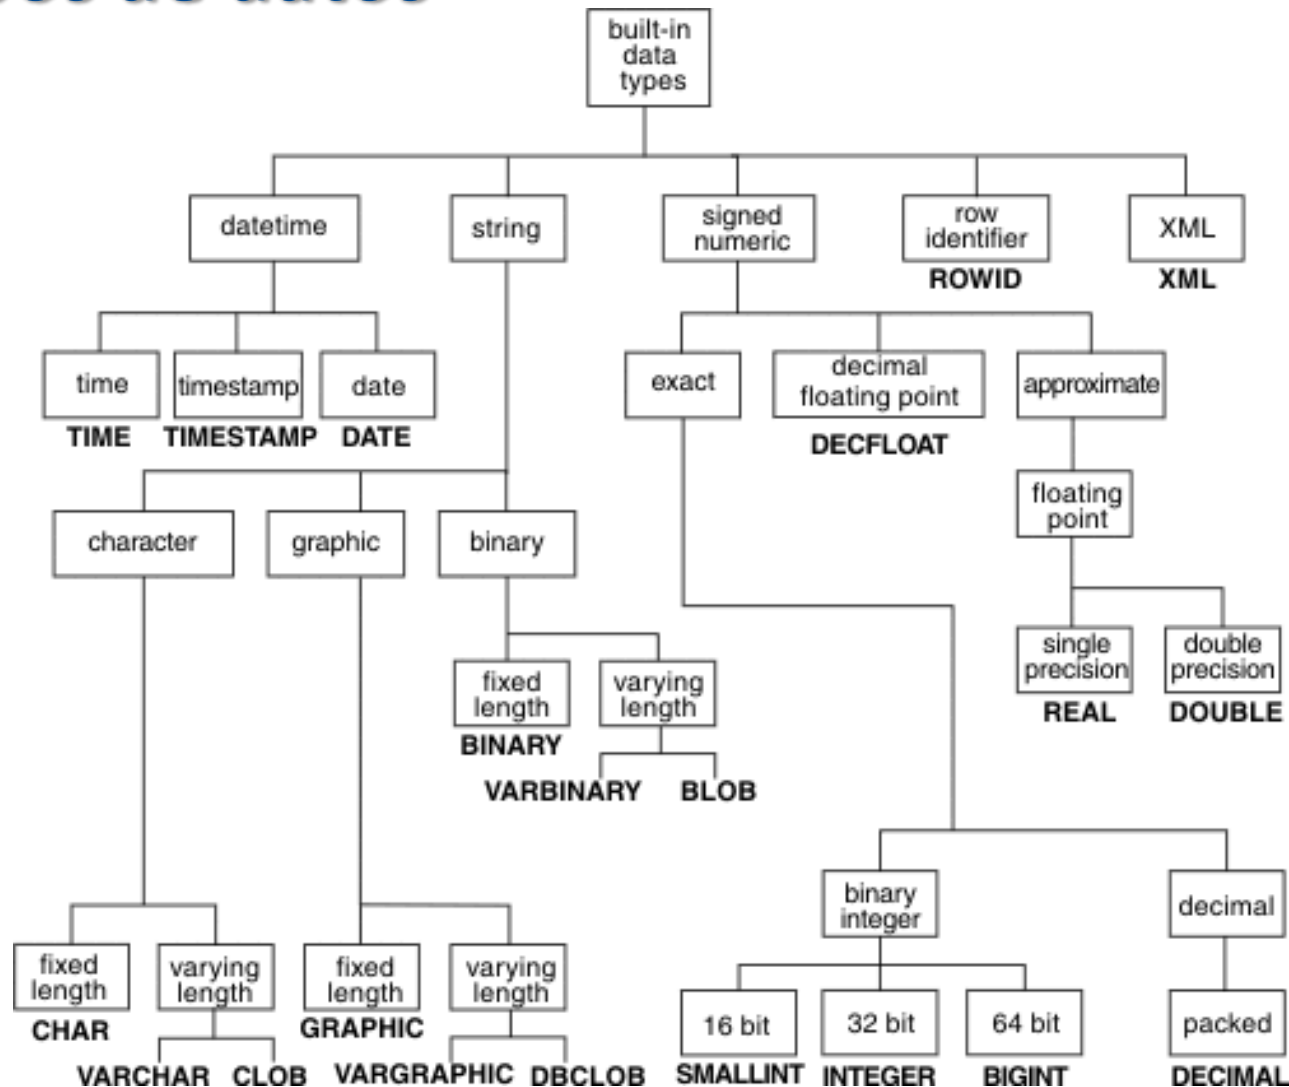 built-in
data
types
datetime
string
signed
numeric
row
identifier
XML
ROWID
XML
time
timestamp
date
exact
decimal
floating point
approximate
TIME
TIMESTAMP
DATE
DECFLOAT
floating
point
character
graphic
binary
single
precision
double
precision
REAL
DOUBLE
fixed
length
varying
length
BINARY
VARBINARY
BLOB
binary
integer
decimal
fixed
length
varying
length
fixed
length
varying
length
CHAR
GRAPHIC
16 bit
32 bit
64 bit
packed
VARCHAR
CLOB
VARGRAPHIC
DBCLOB
SMALLINT
INTEGER
BIGINT
DECIMAL